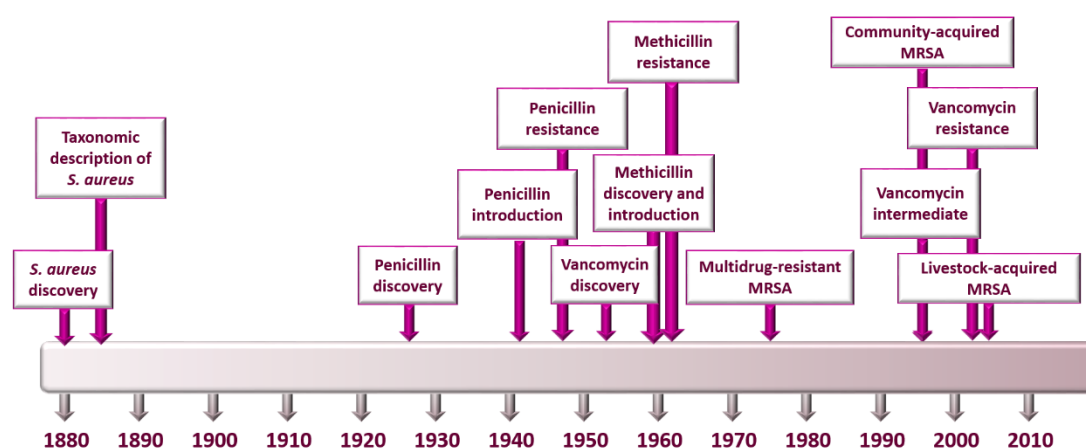 Methicillin
resistance
Community-acquired
MRSA
Penicillin
resistance
Vancomycin
resistance
Taxonomic
description of
S. aureus
Penicillin
introduction
Methicillin
discovery and
introduction
Vancomycin
intermediate
S. aureus
discovery
Penicillin
discovery
Vancomycin
discovery
Multidrug-resistant
MRSA
Livestock-acquired
MRSA
1880 1890 1900 1910 1920 1930 1940 1950 1960 1970 1980 1990 2000 2010